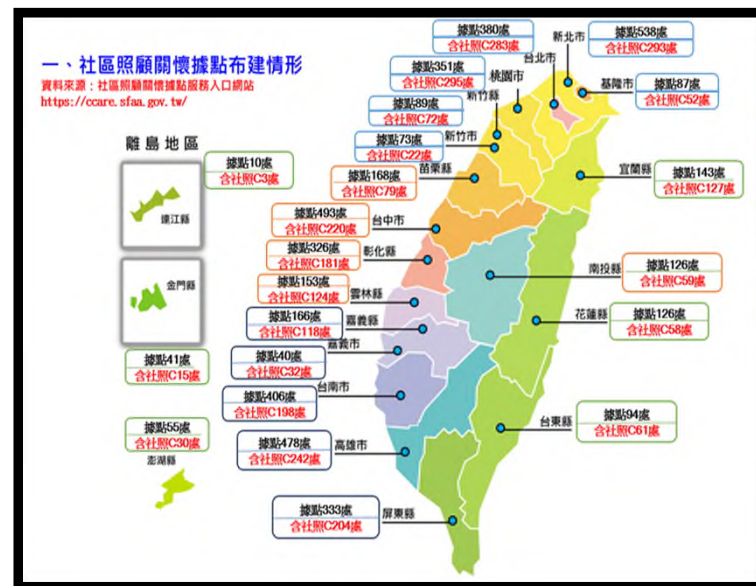 一、社區照顧關懷據點布建情形
資料來源：社區照顧關懷據點服務入口網站
https://ccare.sfaa.gov.tw/
據點380處
含社照C283處
台北市
據點538處
含社照C293處
新北市
據點351處
含社照C295處
桃園市
據點87處
含社照C52處
基隆市
據點89處
含社照C72處
新竹縣
據點73處
含社照C22處
新竹市
離島地區
據點10處
含社照C3處
連江縣
據點168處
含社照C79處
苗栗縣
宜蘭縣
據點143處
含社照C127處
據點493處
含社照C220處
台中市
據點326處
含社照C181處
彰化縣
南投縣
據點126處
含社照C59處
金門縣
據點153處
含社照C124處
雲林縣
據點166處
含社照C118處
嘉義縣
花蓮縣
據點126處
含社照C58處
據點41處
含社照C15處
據點40處
含社照C32處
嘉義市
據點406處
含社照C198處
台南市
據點55處
含社照C30處
澎湖縣
據點478處
含社照C242處
高雄市
台東縣
據點94處
含社照C61處
據點333處
含社照C204處
屏東縣